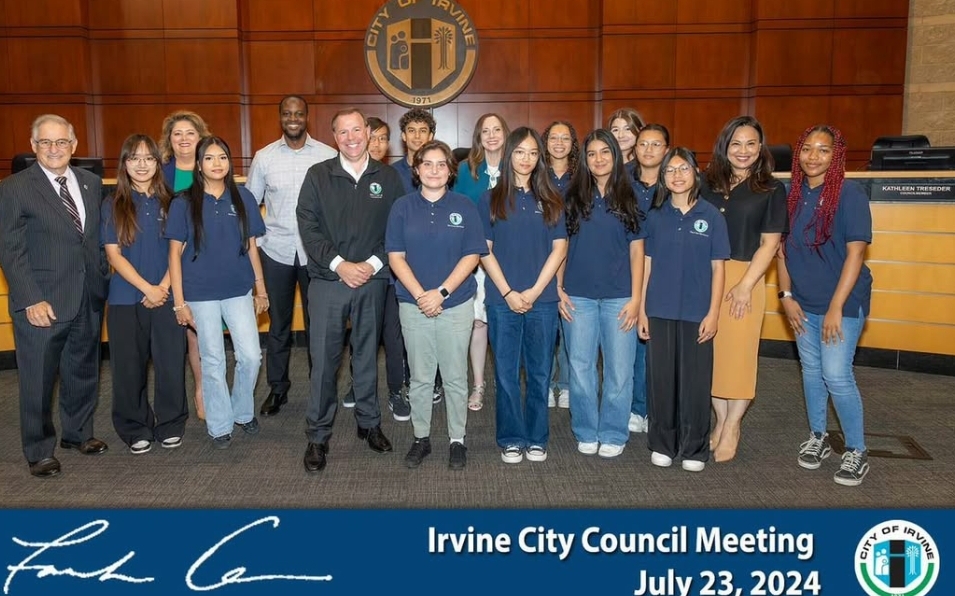 CITY OF IRVINE
1971
KATHLEEN TRESEDER
Irvine City Council Meeting
July 23, 2024
CITY OF IRVINE